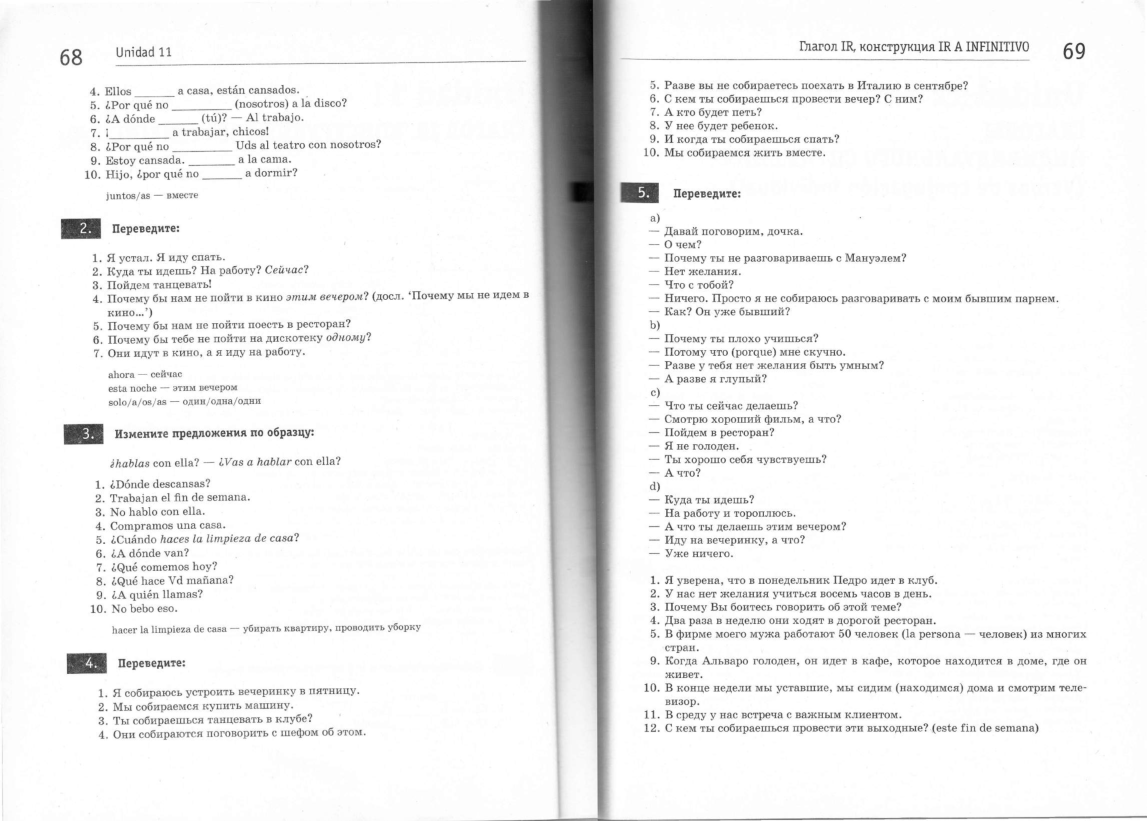 68 Unidad 11
4. Ellos ______ a casa, están cansados.
5. ¿Por qué no _________ (nosotros) a la disco?
6. ¿A dónde ______ (tú)? — Al trabajo.
7. ¡_________ a trabajar, chicos!
8. ¿Por qué no _________ Uds al teatro con nosotros?
9. Estoy cansada. _______ a la cama.
10. Hijo, ¿por qué no ______ a dormir?
juntos/as — вместе
2. Переведите:
1. Я устал. Я иду спать.
2. Куда ты идешь? На работу? Сейчас?
3. Пойдем танцевать!
4. Почему бы нам не пойти в кино этим вечером? (досл. ‘Почему мы не идем в
кино...’)
5. Почему бы нам не пойти поесть в ресторан?
6. Почему бы тебе не пойти на дискотеку одному?
7. Они идут в кино, а я иду на работу.
ahora — сейчас
esta noche — этим вечером
solo/a/os/as — один/одна/одни
3. Измените предложения по образцу:
¿hablas con ella? — ¿Vas a hablar con ella?
1. ¿Dónde descansas?
2. Trabajan el fin de semana.
3. No hablo con ella.
4. Compramos una casa.
5. ¿Cuándo haces la limpieza de casa?
6. ¿A dónde van?
7. ¿Qué comemos hoy?
8. ¿Qué hace Vd mañana?
9. ¿A quién llamas?
10. No bebo eso.
hacer la limpieza de casa — убирать квартиру, проводить уборку
4. Переведите:
1. Я собираюсь устроить вечеринку в пятницу.
2. Мы собираемся купить машину.
3. Ты собираешься танцевать в клубе?
4. Они собираются поговорить с шефом об этом.
Глагол IR, конструкция IR A INFINITIVO 69
5. Разве вы не собираетесь поехать в Италию в сентябре?
6. С кем ты собираешься провести вечер? С ним?
7. А кто будет петь?
8. У нее будет ребенок.
9. И когда ты собираешься спать?
10. Мы собираемся жить вместе.
5. Переведите:
a)
— Давай поговорим, дочка.
— О чем?
— Почему ты не разговариваешь с Мануэлем?
— Нет желания.
— Что с тобой?
— Ничего. Просто я не собираюсь разговаривать с моим бывшим парнем.
— Как? Он уже бывший?
b)
— Почему ты плохо учишься?
— Потому что (porque) мне скучно.
— Разве у тебя нет желания быть умным?
— А разве я глупый?
c)
— Что ты сейчас делаешь?
— Смотрю хороший фильм, а что?
— Пойдем в ресторан?
— Я не голоден.
— Ты хорошо себя чувствуешь?
— А что?
d)
— Куда ты идешь?
— На работу и тороплюсь.
— А что ты делаешь этим вечером?
— Иду на вечеринку, а что?
— Уже ничего.
1. Я уверена, что в понедельник Педро идет в клуб.
2. У нас нет желания учиться восемь часов в день.
3. Почему Вы боитесь говорить об этой теме?
4. Два раза в неделю они ходят в дорогой ресторан.
5. В фирме моего мужа работают 50 человек (la persona — человек) из многих
стран.
9. Когда Альваро голоден, он идет в кафе, которое находится в доме, где он
живет.
10. В конце недели мы уставшие, мы сидим (находимся) дома и смотрим теле-
визор.
11. В среду у нас встреча с важным клиентом.
12. С кем ты собираешься провести эти выходные? (este fin de semana)